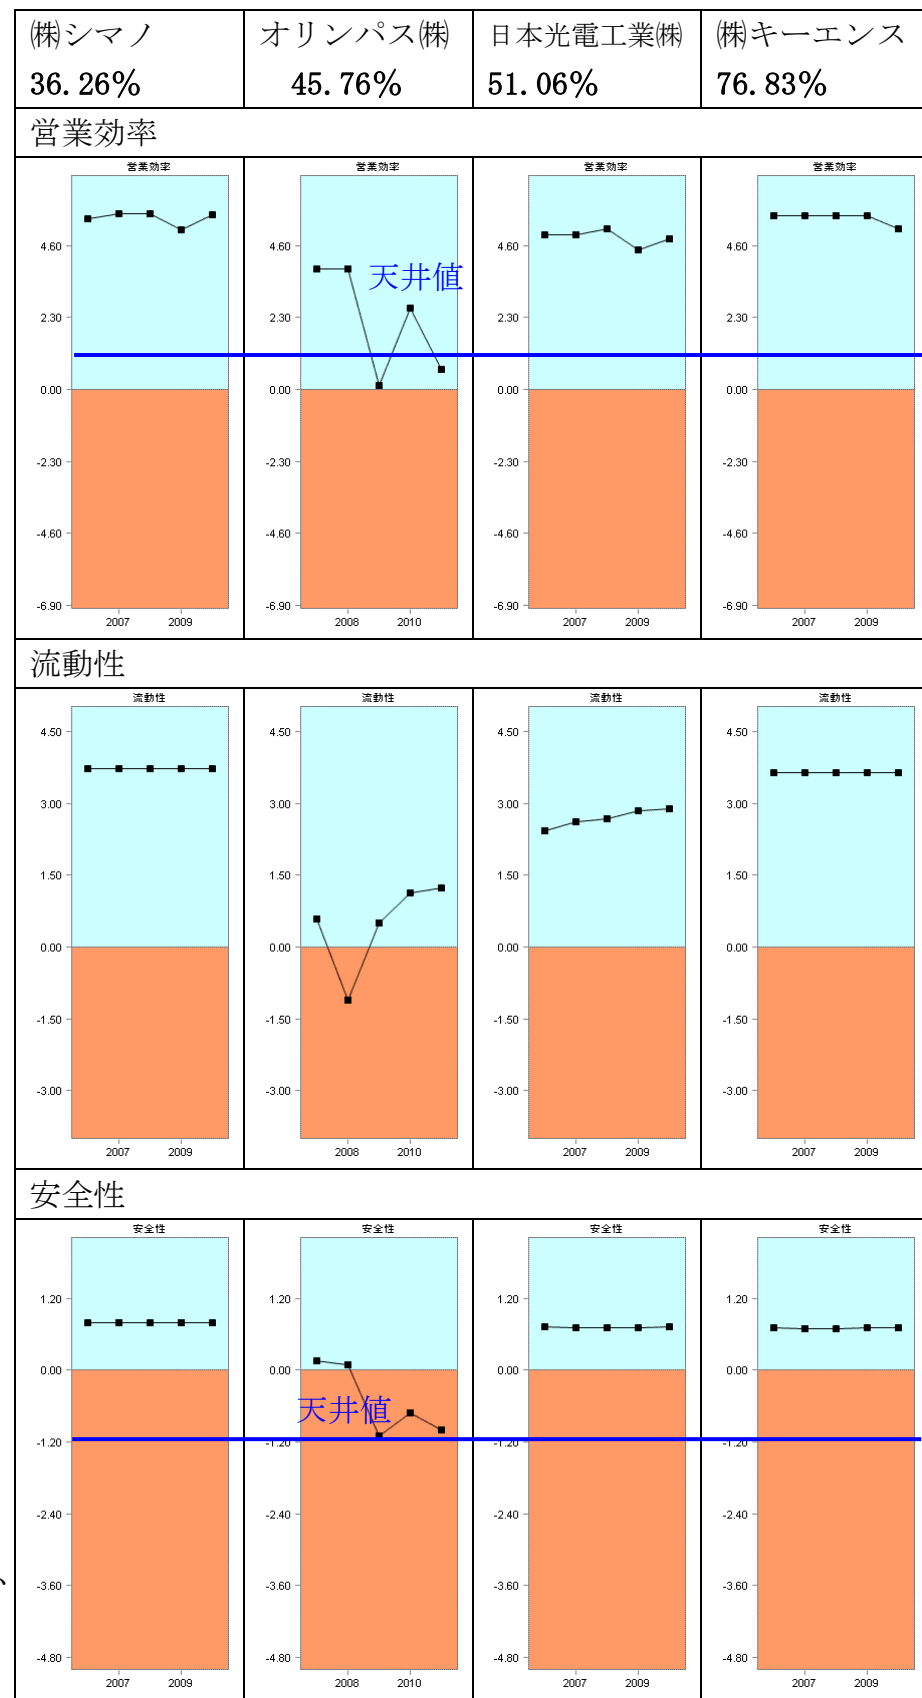 ㈱シマノ オリンパス㈱ 日本光電工業㈱ ㈱キーエンス
36.26% 45.76% 51.06% 76.83%
営業効率
営業効率 営業効率 営業効率 営業効率
4.60 4.60 4.60 4.60
天井値
2.30 2.30 2.30 2.30
0.00 0.00 0.00 0.00
-2.30 -2.30 -2.30 -2.30
-4.60 -4.60 -4.60 -4.60
-6.90 -6.90 -6.90 -6.90
2007 2009 2008 2010 2007 2009 2007 2009
流動性
流動性 流動性 流動性 流動性
4.50 4.50 4.50 4.50
3.00 3.00 3.00 3.00
1.50 1.50 1.50 1.50
0.00 0.00 0.00 0.00
-1.50 -1.50 -1.50 -1.50
-3.00 -3.00 -3.00 -3.00
2007 2009 2008 2010 2007 2009 2007 2009
安全性
安全性 安全性 安全性 安全性
1.20 1.20 1.20 1.20
0.00 0.00 0.00 0.00
天井値
-1.20 -1.20 -1.20 -1.20
-2.40 -2.40 -2.40 -2.40
-3.60 -3.60 -3.60 -3.60
、
-4.80 -4.80 -4.80 -4.80
2007 2009 2008 2010 2007 2009 2007 2009